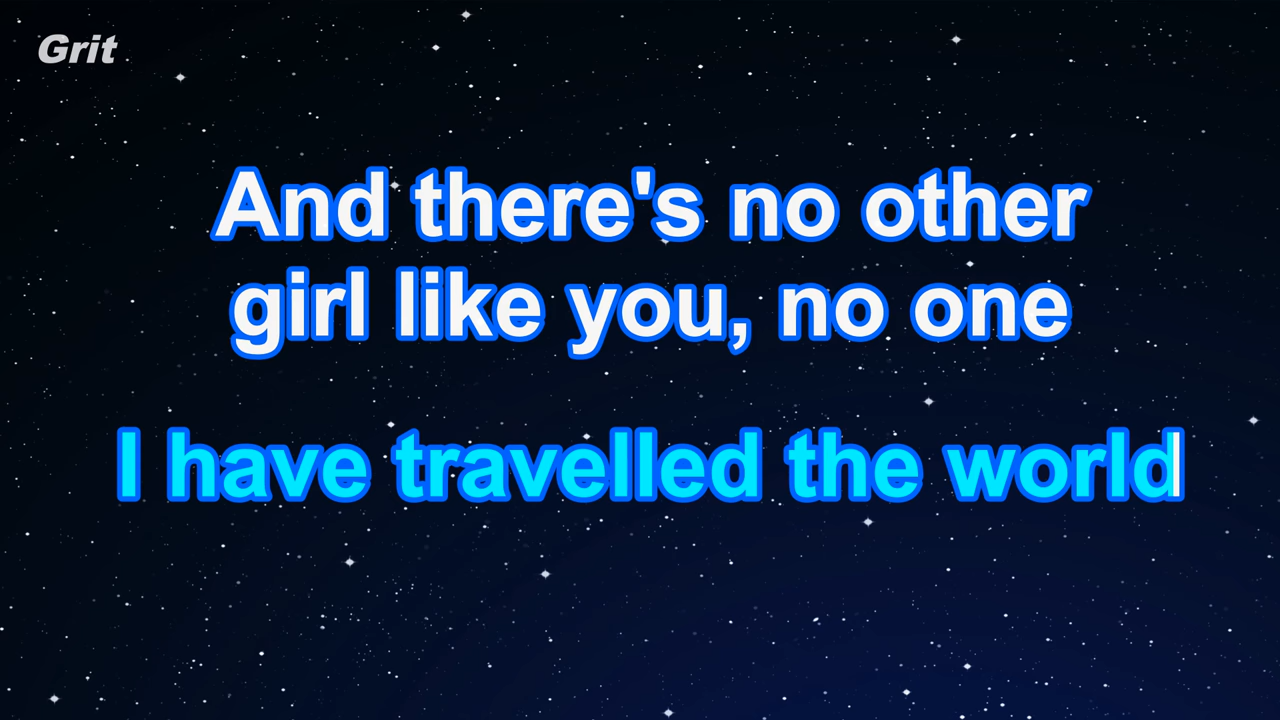 Grit
And there's no other
girl like you, no one
I have travelled the world